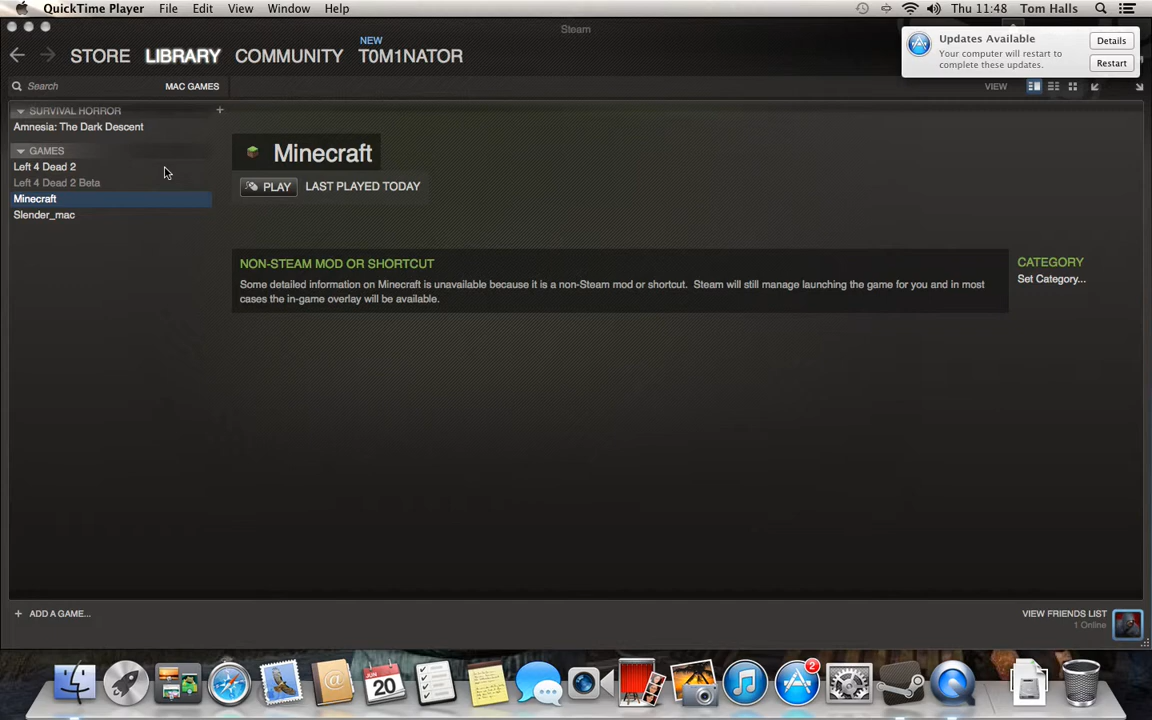 QuickTime Player File Edit View Window Help Thu 11:48 Tom Halls
Steam
Updates Available
Your computer will restart to
complete these updates.
Details
Restart
NEW
STORE LIBRARY COMMUNITY T0M1NATOR
Search MAC GAMES VIEW
SURVIVAL HORROR +
Amnesia: The Dark Descent
GAMES
Left 4 Dead 2
Left 4 Dead 2 Beta
Minecraft
Slender_mac
Minecraft
PLAY LAST PLAYED TODAY
NON-STEAM MOD OR SHORTCUT
Some detailed information on Minecraft is unavailable because it is a non-Steam mod or shortcut. Steam will still manage launching the game for you and in most
cases the in-game overlay will be available.
CATEGORY
Set Category...
+ ADD A GAME...
VIEW FRIENDS LIST
1 Online
JUN
20
2